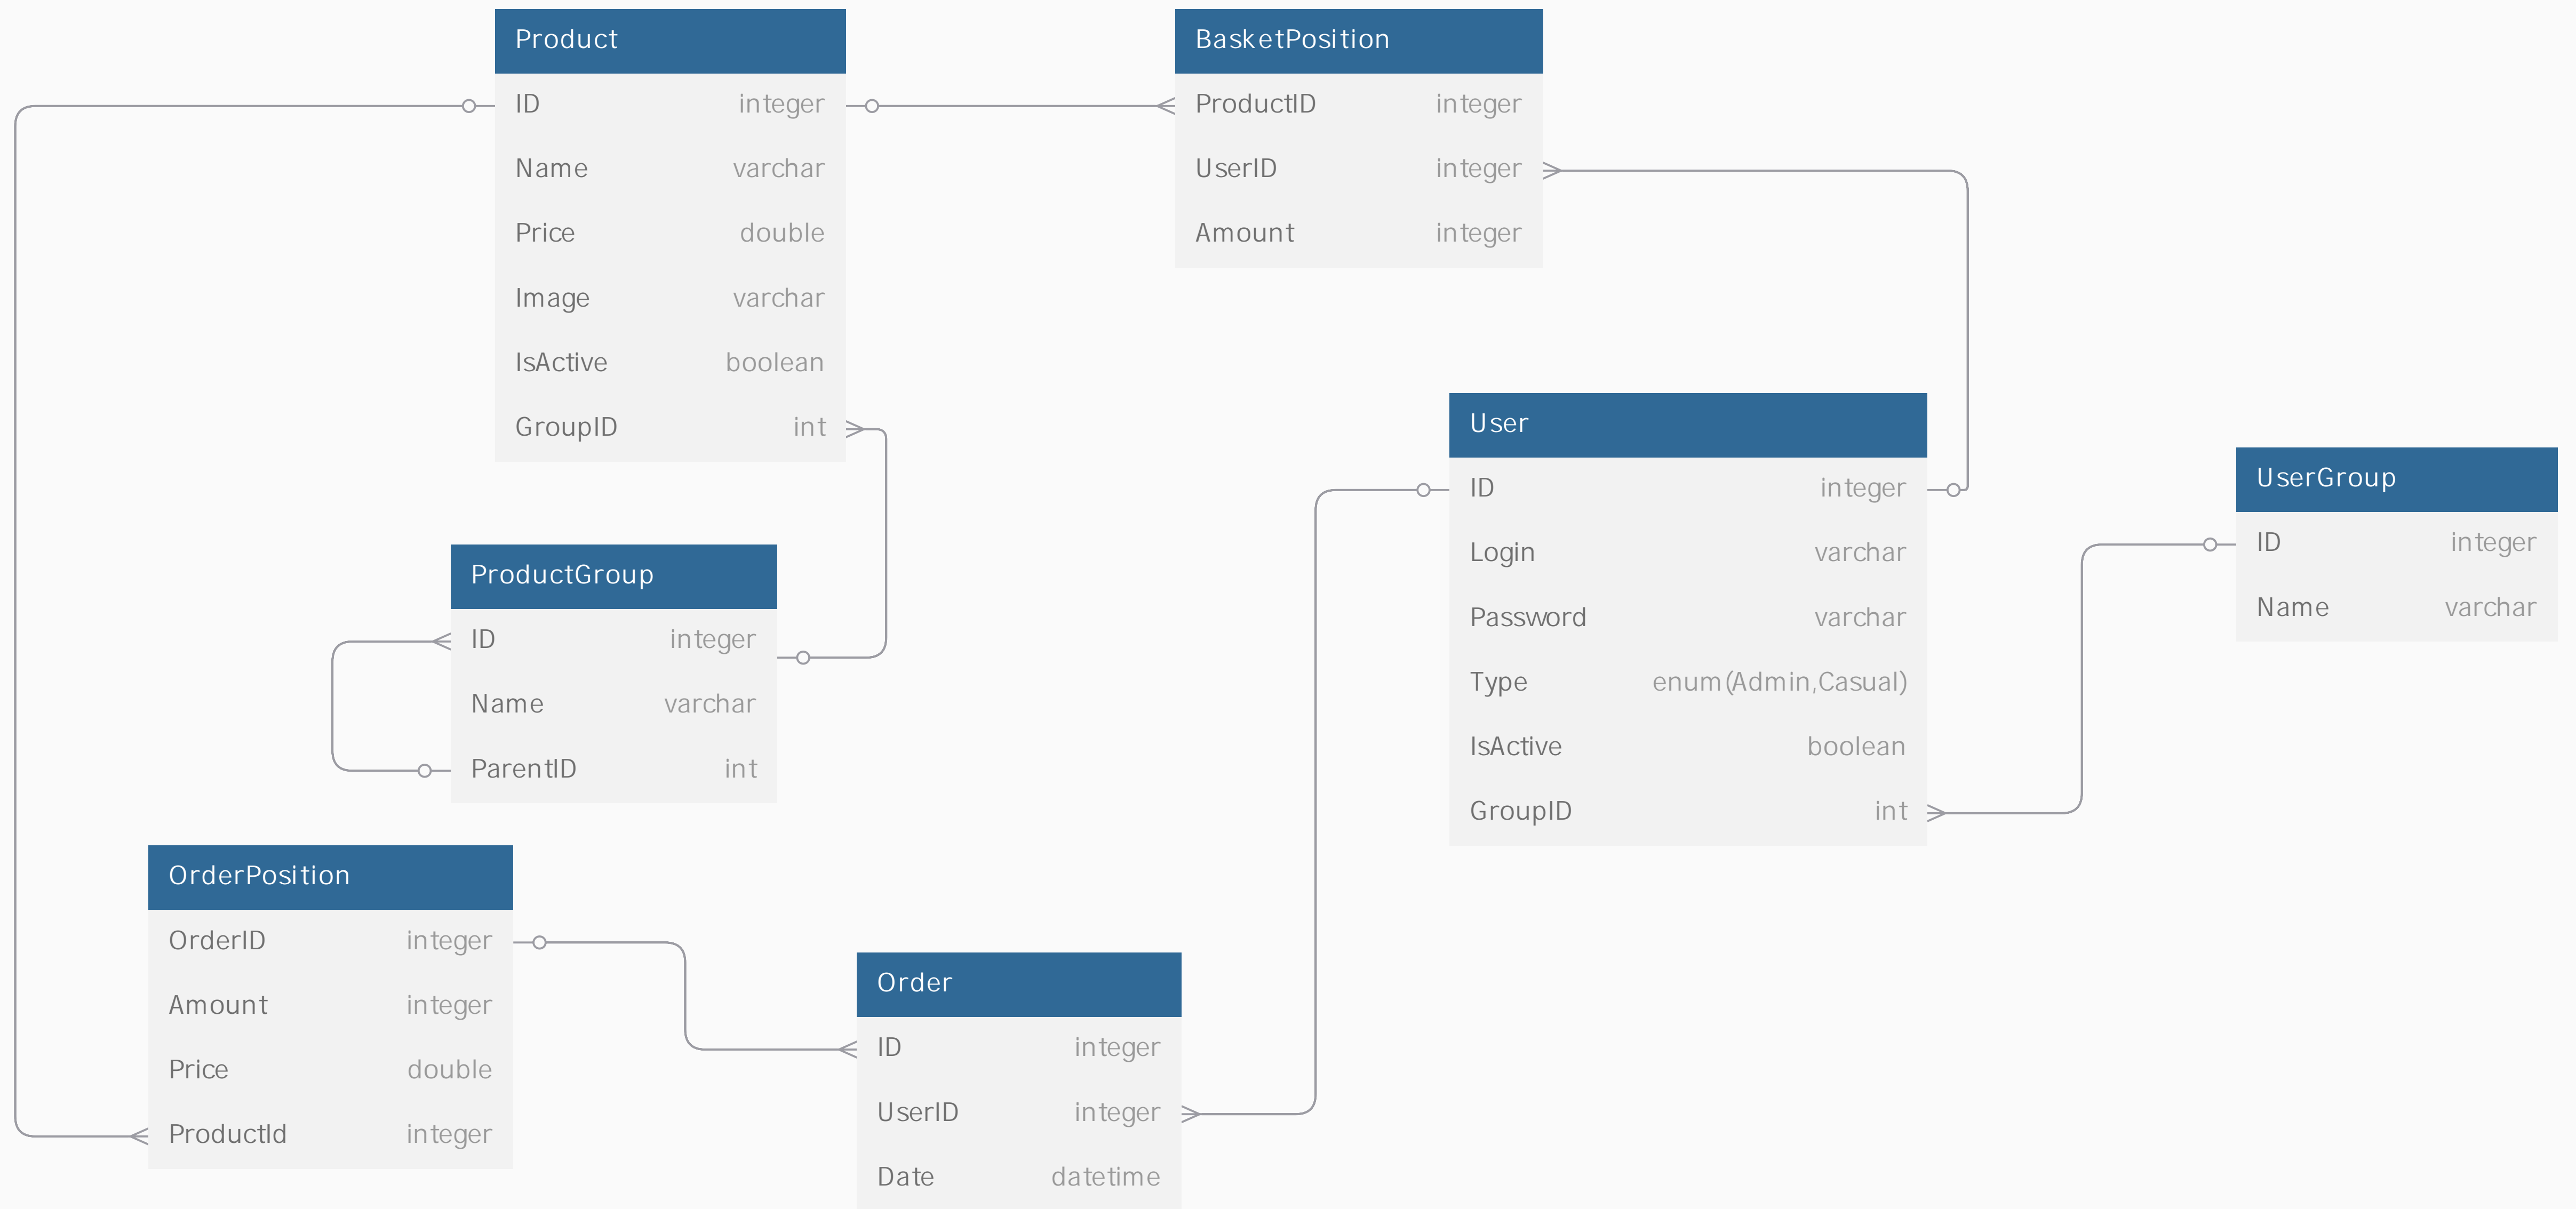 Product
ID integer
Name varchar
Price double
Image varchar
IsActive boolean
GroupID int
BasketPosition
ProductID integer
UserID integer
Amount integer
User
ID integer
Login varchar
Password varchar
Type enum(Admin,Casual)
IsActive boolean
GroupID int
UserGroup
ID integer
Name varchar
ProductGroup
ID integer
Name varchar
ParentID int
OrderPosition
OrderID integer
Amount integer
Price double
ProductId integer
Order
ID integer
UserID integer
Date datetime